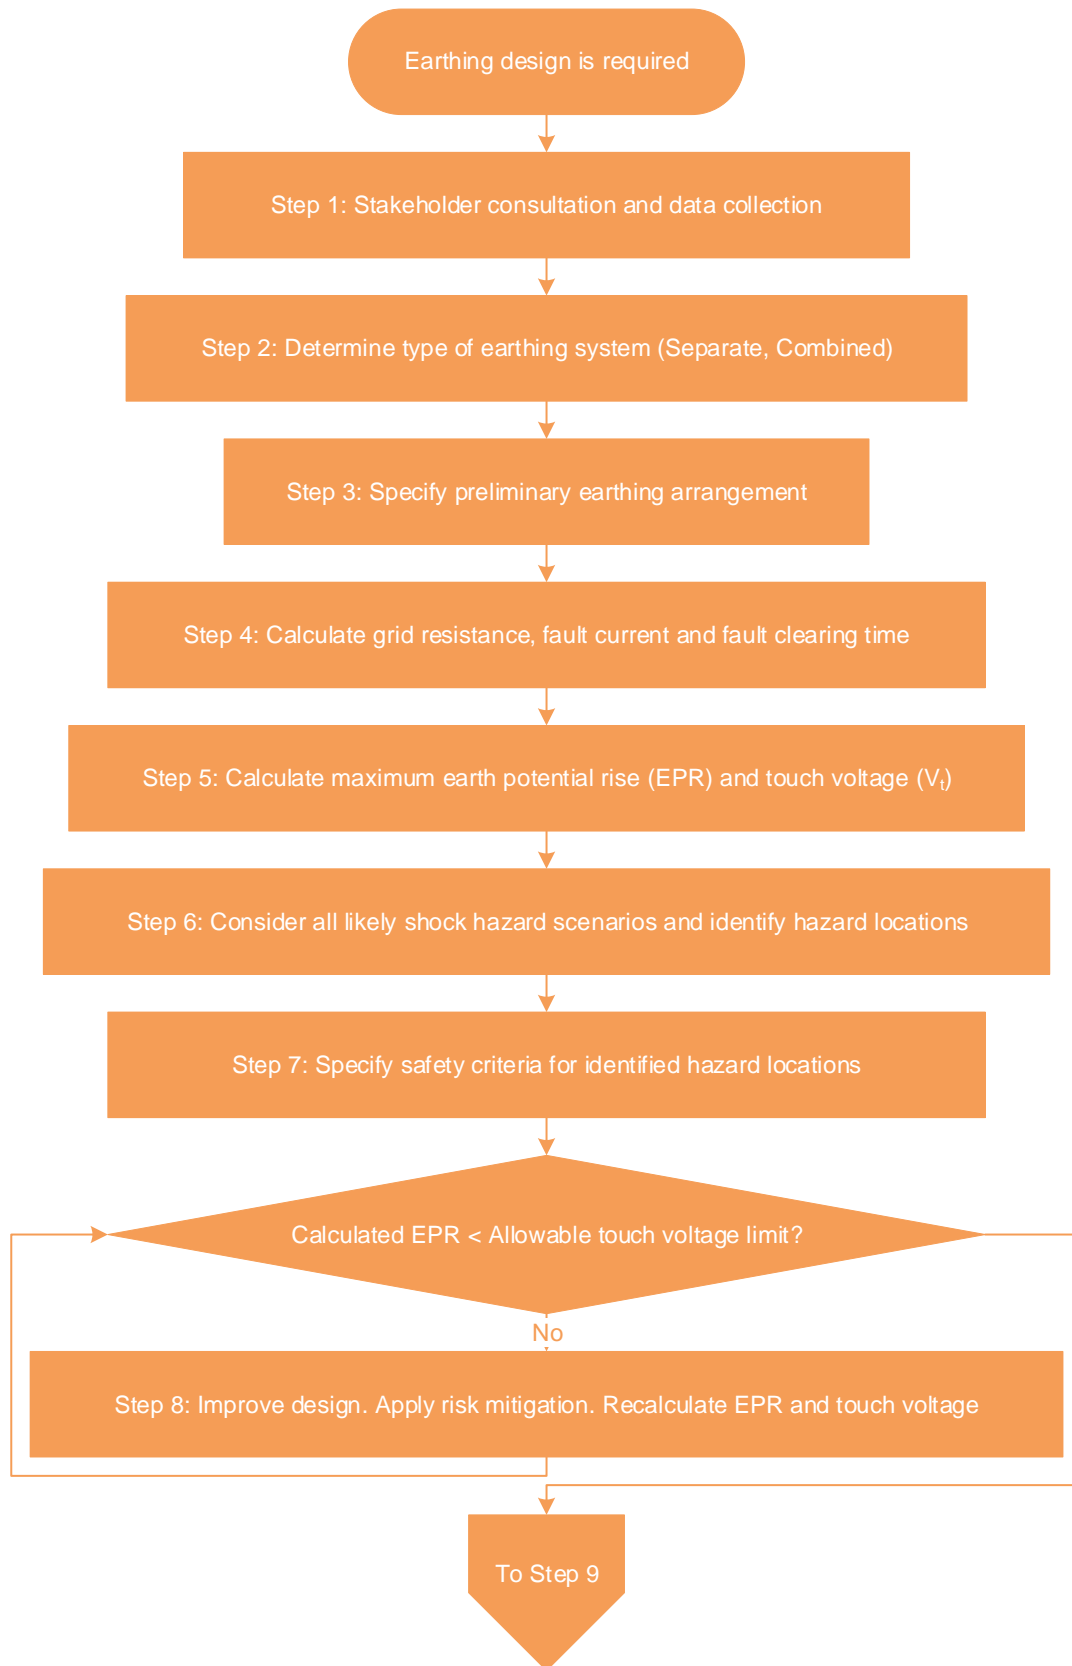 Earthing design is required
Step 1: Stakeholder consultation and data collection
Step 2: Determine type of earthing system (Separate, Combined)
Step 3: Specify preliminary earthing arrangement
Step 4: Calculate grid resistance, fault current and fault clearing time
Step 5: Calculate maximum earth potential rise (EPR) and touch voltage (Vt)
Step 6: Consider all likely shock hazard scenarios and identify hazard locations
Step 7: Specify safety criteria for identified hazard locations
Calculated EPR < Allowable touch voltage limit?
No
Step 8: Improve design. Apply risk mitigation. Recalculate EPR and touch voltage
To Step 9